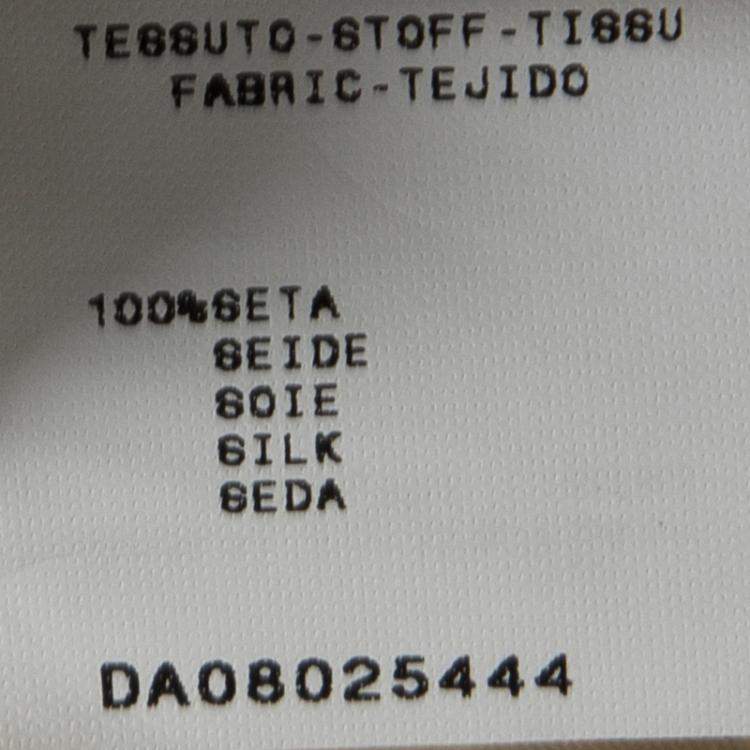 TESSUTO-STOFF-TISSU
FABRIC-TEJIDO
100%SETA
SEIDE
SOIE
SILK
SEDA
DA08025444